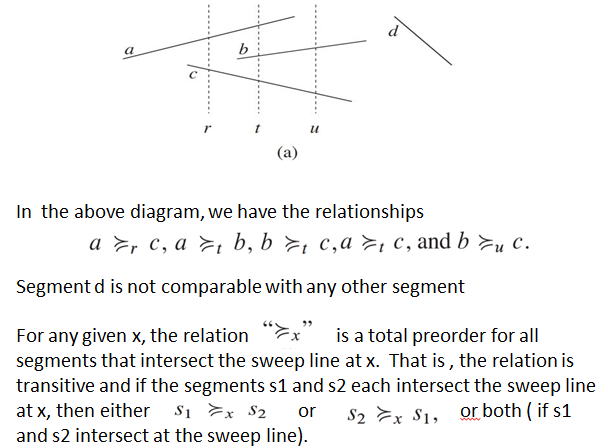 a
b
c
d
r t u
(a)
In the above diagram, we have the relationships
a ≽r c, a ≽t b, b ≽t c,a ≽t c, and b ≽u c.
Segment d is not comparable with any other segment
For any given x, the relation “≽x” is a total preorder for all
segments that intersect the sweep line at x. That is , the relation is
transitive and if the segments s1 and s2 each intersect the sweep line
at x, then either s1 ≽x s2 or s2 ≽x s1, or both ( if s1
and s2 intersect at the sweep line).